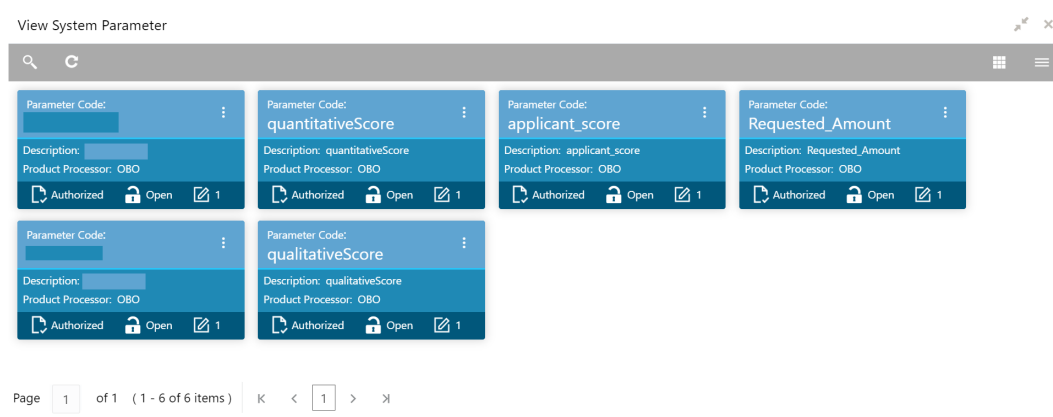 View System Parameter
Parameter Code:
Description:
Product Processor: OBO
Authorized Open 1
Parameter Code:
quantitativeScore
Description: quantitativeScore
Product Processor: OBO
Authorized Open 1
Parameter Code:
applicant_score
Description: applicant_score
Product Processor: OBO
Authorized Open 1
Parameter Code:
Requested_Amount
Description: Requested_Amount
Product Processor: OBO
Authorized Open 1
Parameter Code:
Description:
Product Processor: OBO
Authorized Open 1
Parameter Code:
qualitativeScore
Description: qualitativeScore
Product Processor: OBO
Authorized Open 1
Page 1 of 1 ( 1 - 6 of 6 items ) 1